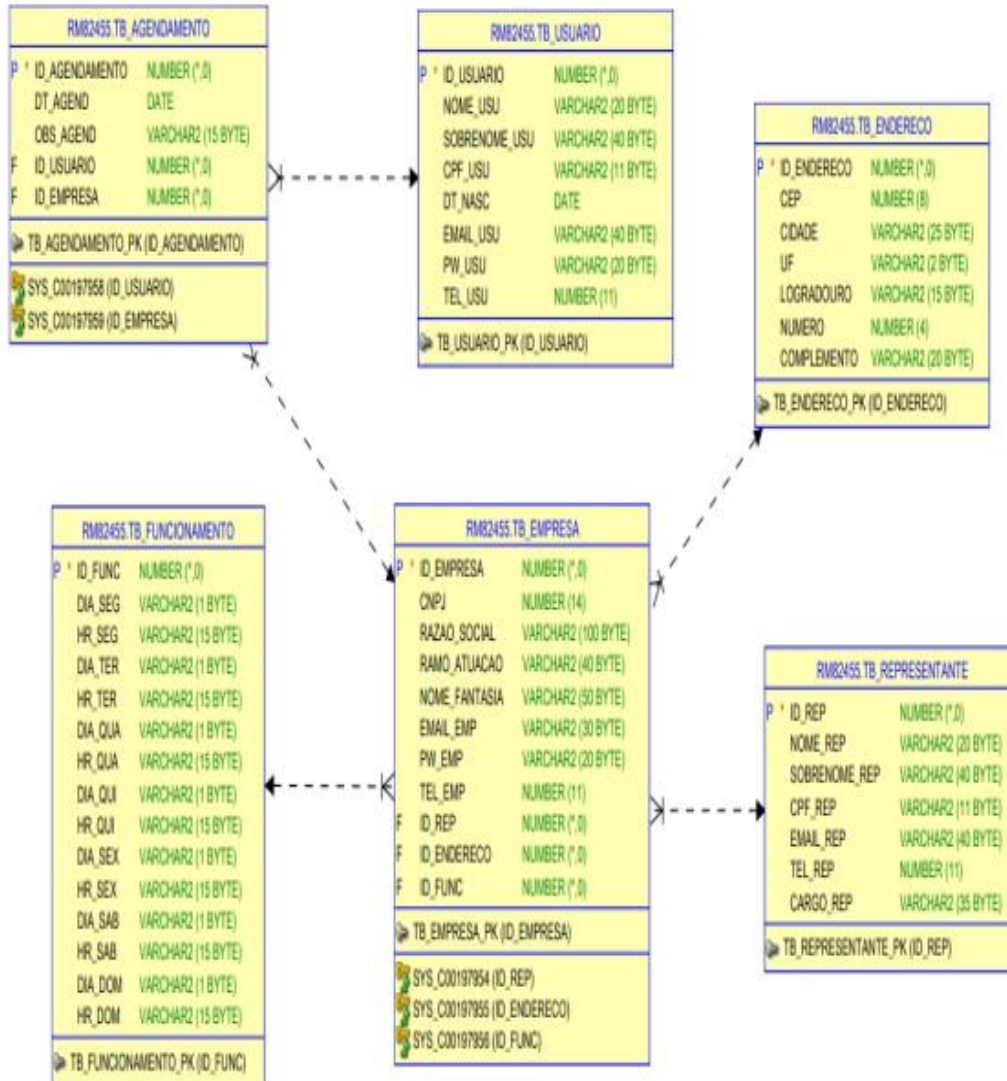 RM82455.TB_AGENDAMENTO
P * ID_AGENDAMENTO NUMBER (*,0)
DT_AGEND DATE
OBS_AGEND VARCHAR2 (15 BYTE)
F ID_USUARIO NUMBER (*,0)
F ID_EMPRESA NUMBER (*,0)
TB_AGENDAMENTO_PK (ID_AGENDAMENTO)
SYS_C00197958 (ID_USUARIO)
SYS_C00197959 (ID_EMPRESA)
RM82455.TB_USUARIO
P * ID_USUARIO NUMBER (*,0)
NOME_USU VARCHAR2 (20 BYTE)
SOBRENOME_USU VARCHAR2 (40 BYTE)
CPF_USU VARCHAR2 (11 BYTE)
DT_NASC DATE
EMAIL_USU VARCHAR2 (40 BYTE)
PW_USU VARCHAR2 (20 BYTE)
TEL_USU NUMBER (11)
TB_USUARIO_PK (ID_USUARIO)
RM82455.TB_ENDERECO
P * ID_ENDERECO NUMBER (*,0)
CEP NUMBER (8)
CIDADE VARCHAR2 (25 BYTE)
UF VARCHAR2 (2 BYTE)
LOGRADOURO VARCHAR2 (15 BYTE)
NUMERO NUMBER (4)
COMPLEMENTO VARCHAR2 (20 BYTE)
TB_ENDERECO_PK (ID_ENDERECO)
RM82455.TB_FUNCIONAMENTO
P * ID_FUNC NUMBER (*,0)
DIA_SEG VARCHAR2 (1 BYTE)
HR_SEG VARCHAR2 (15 BYTE)
DIA_TER VARCHAR2 (1 BYTE)
HR_TER VARCHAR2 (15 BYTE)
DIA_QUA VARCHAR2 (1 BYTE)
HR_QUA VARCHAR2 (15 BYTE)
DIA_QUI VARCHAR2 (1 BYTE)
HR_QUI VARCHAR2 (15 BYTE)
DIA_SEX VARCHAR2 (1 BYTE)
HR_SEX VARCHAR2 (15 BYTE)
DIA_SAB VARCHAR2 (1 BYTE)
HR_SAB VARCHAR2 (15 BYTE)
DIA_DOM VARCHAR2 (1 BYTE)
HR_DOM VARCHAR2 (15 BYTE)
TB_FUNCIONAMENTO_PK (ID_FUNC)
RM82455.TB_EMPRESA
P * ID_EMPRESA NUMBER (*,0)
CNPJ NUMBER (14)
RAZAO_SOCIAL VARCHAR2 (100 BYTE)
RAMO_ATUACAO VARCHAR2 (40 BYTE)
NOME_FANTASIA VARCHAR2 (50 BYTE)
EMAIL_EMP VARCHAR2 (30 BYTE)
PW_EMP VARCHAR2 (20 BYTE)
TEL_EMP NUMBER (11)
F ID_REP NUMBER (*,0)
F ID_ENDERECO NUMBER (*,0)
F ID_FUNC NUMBER (*,0)
TB_EMPRESA_PK (ID_EMPRESA)
SYS_C00197954 (ID_REP)
SYS_C00197955 (ID_ENDERECO)
SYS_C00197956 (ID_FUNC)
RM82455.TB_REPRESENTANTE
P * ID_REP NUMBER (*,0)
NOME_REP VARCHAR2 (20 BYTE)
SOBRENOME_REP VARCHAR2 (40 BYTE)
CPF_REP VARCHAR2 (11 BYTE)
EMAIL_REP VARCHAR2 (40 BYTE)
TEL_REP NUMBER (11)
CARGO_REP VARCHAR2 (35 BYTE)
TB_REPRESENTANTE_PK (ID_REP)